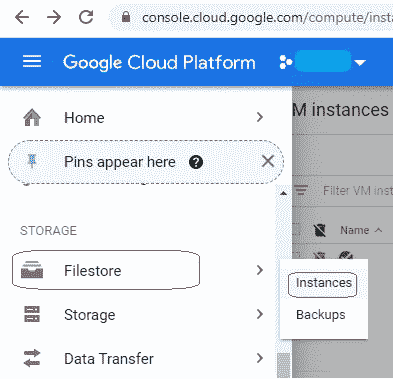 console.cloud.google.com/compute/inst
Google Cloud Platform
Home
M instances
Pins appear here ?
Filter VM inst
STORAGE
Name
Filestore
Instances
Storage
Backups
Data Transfer